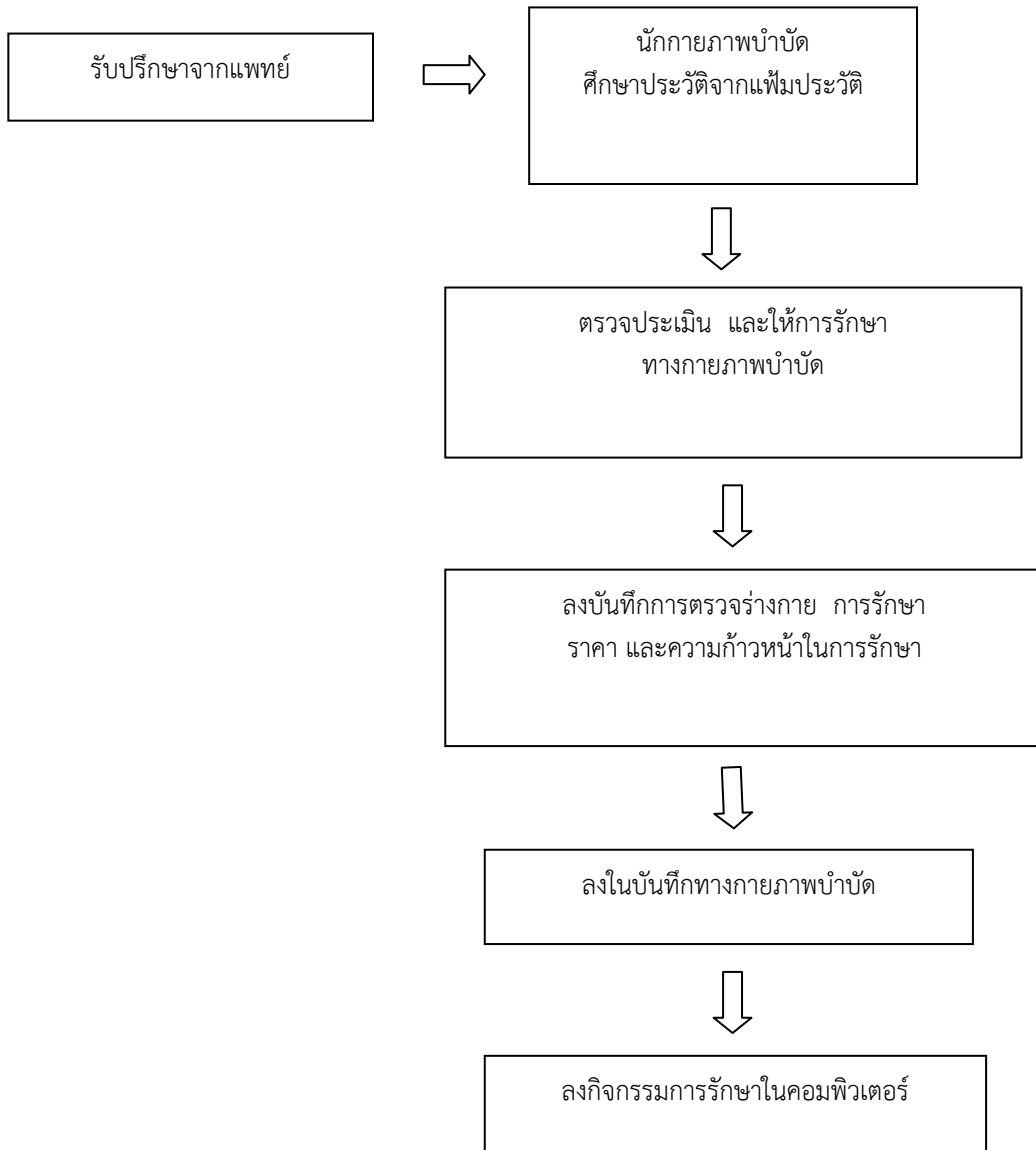 รับปรึกษาจากแพทย์
นักกายภาพบำบัด
ศึกษาประวัติจากแฟ้มประวัติ
ตรวจประเมิน และให้การรักษา
ทางกายภาพบำบัด
ลงบันทึกการตรวจร่างกาย การรักษา
ราคา และความก้าวหน้าในการรักษา
ลงในบันทึกทางกายภาพบำบัด
ลงกิจกรรมการรักษาในคอมพิวเตอร์